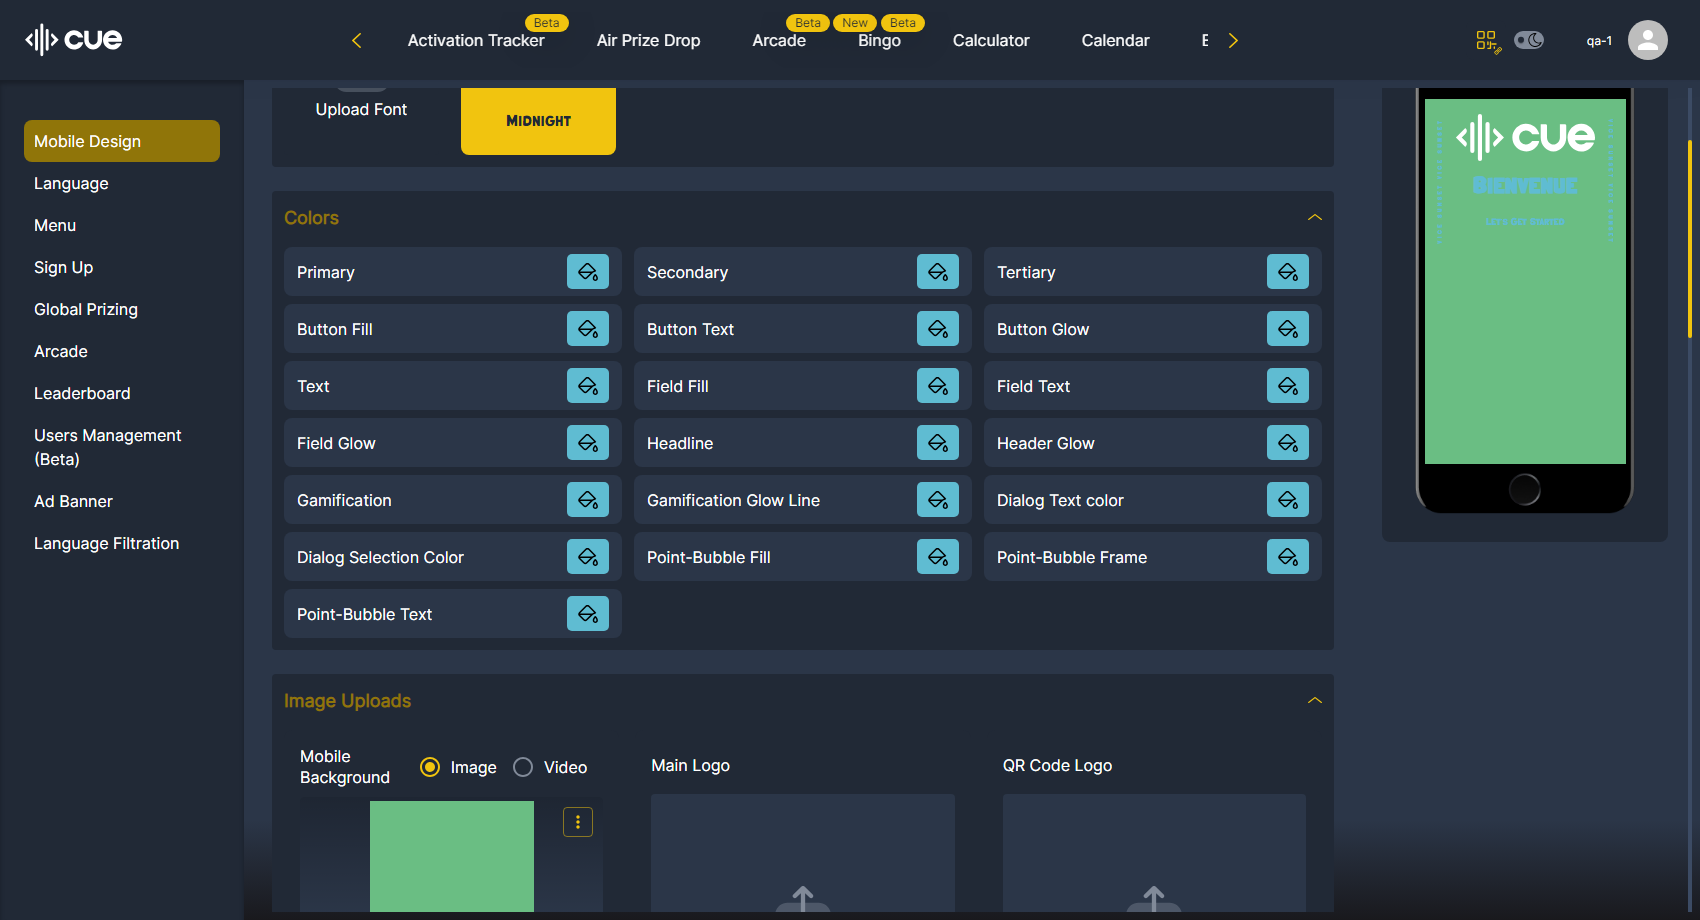 cue
Beta
Activation Tracker
Air Prize Drop
Beta
Arcade
New
Beta
Bingo
Calculator
Calendar
qa-1
Mobile Design
Language
Menu
Sign Up
Global Prizing
Arcade
Leaderboard
Users Management
(Beta)
Ad Banner
Language Filtration
Upload Font
MIDNIGHT
Colors
Primary
Secondary
Tertiary
Button Fill
Button Text
Button Glow
Text
Field Fill
Field Text
Field Glow
Headline
Header Glow
Gamification
Gamification Glow Line
Dialog Text color
Dialog Selection Color
Point-Bubble Fill
Point-Bubble Frame
Point-Bubble Text
Image Uploads
Mobile
Background
Image
Video
Main Logo
QR Code Logo
cue
BIENVENUE